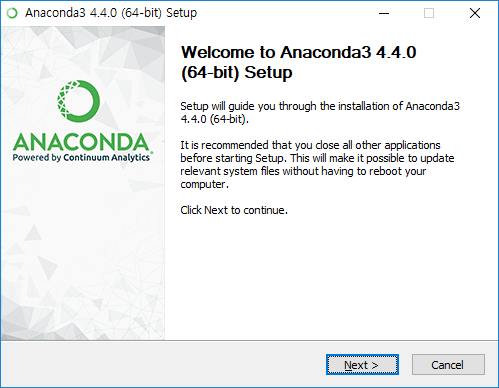 Anaconda3 4.4.0 (64-bit) Setup
Welcome to Anaconda3 4.4.0
(64-bit) Setup
Setup will guide you through the installation of Anaconda3
4.4.0 (64-bit).
It is recommended that you close all other applications
before starting Setup. This will make it possible to update
relevant system files without having to reboot your
computer.
Click Next to continue.
ANACONDA
Powered by Continuum Analytics
Next >
Cancel